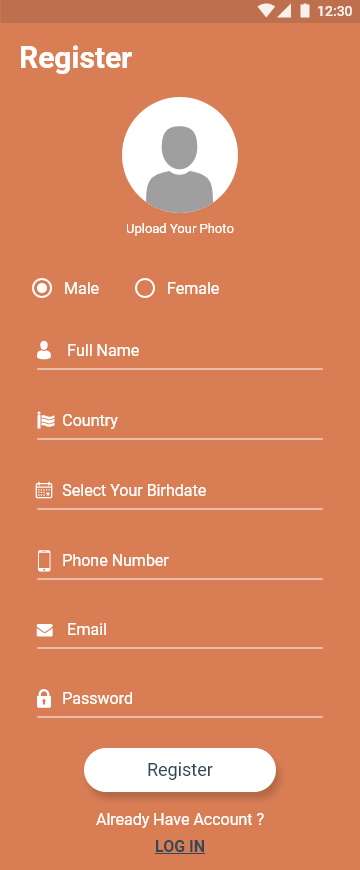 12:30
Register
Upload Your Photo
Male Female
Full Name
Country
Select Your Birhdate
Phone Number
Email
Password
Register
Already Have Account ?
LOG IN